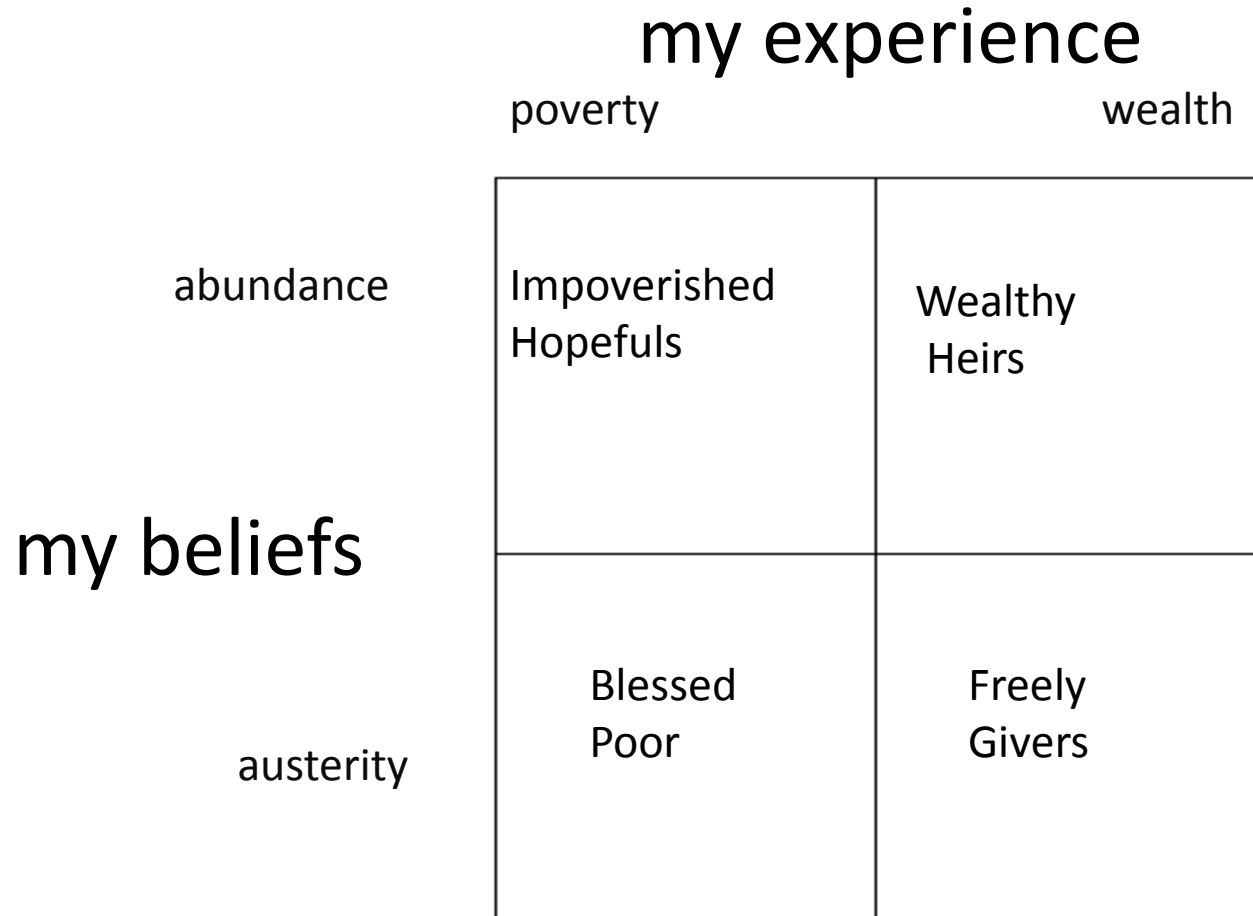 my experience
poverty wealth
abundance
Impoverished
Hopefuls
Wealthy
Heirs
my beliefs
austerity
Blessed
Poor
Freely
Givers